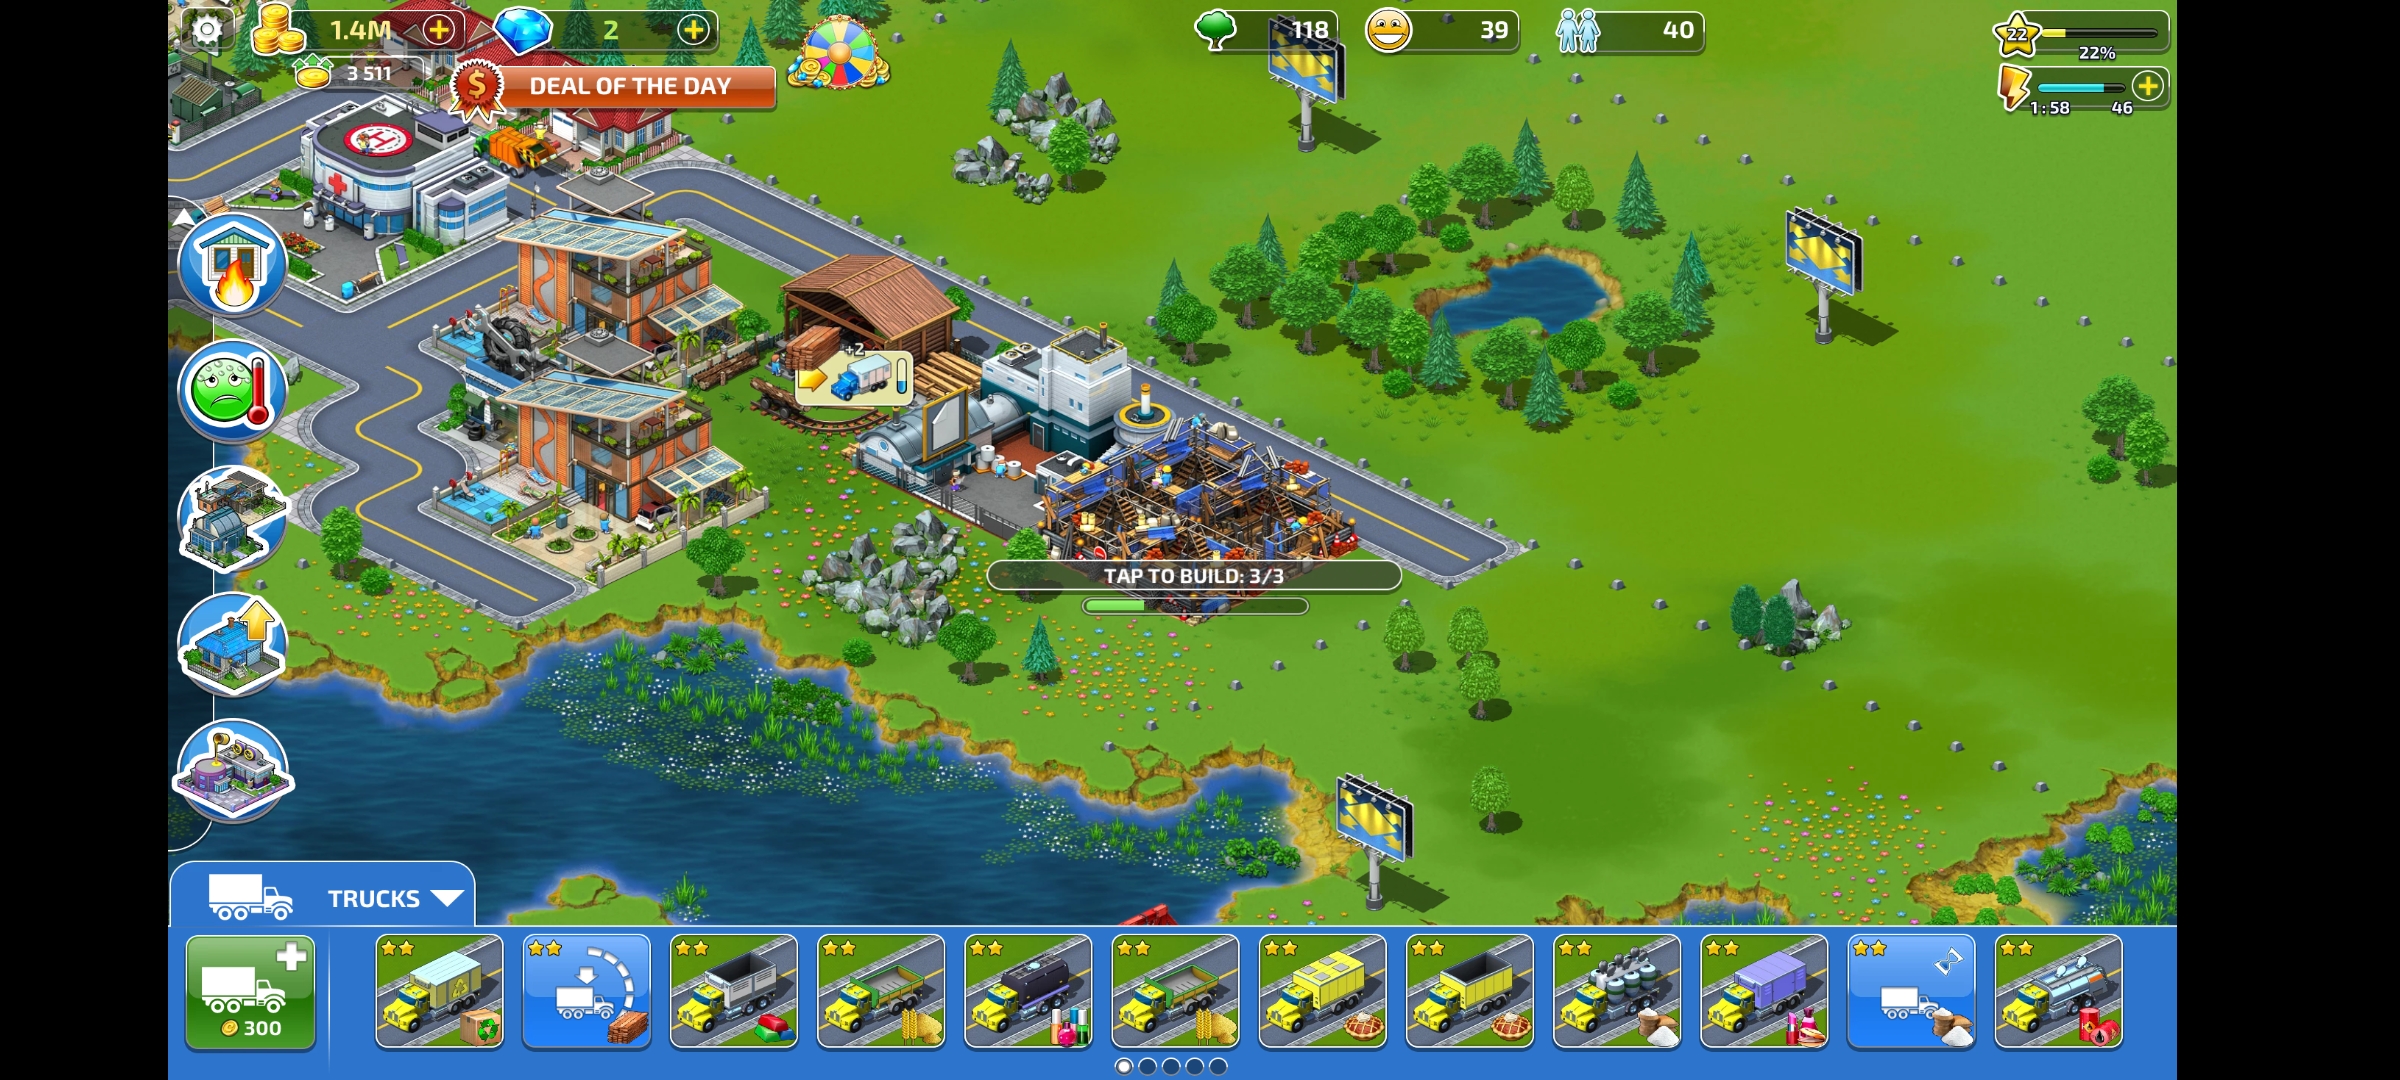 1.4M
2
118
39
40
22
22%
3 511
DEAL OF THE DAY
1:58
46
H
+2
TAP TO BUILD: 3/3
TRUCKS
300